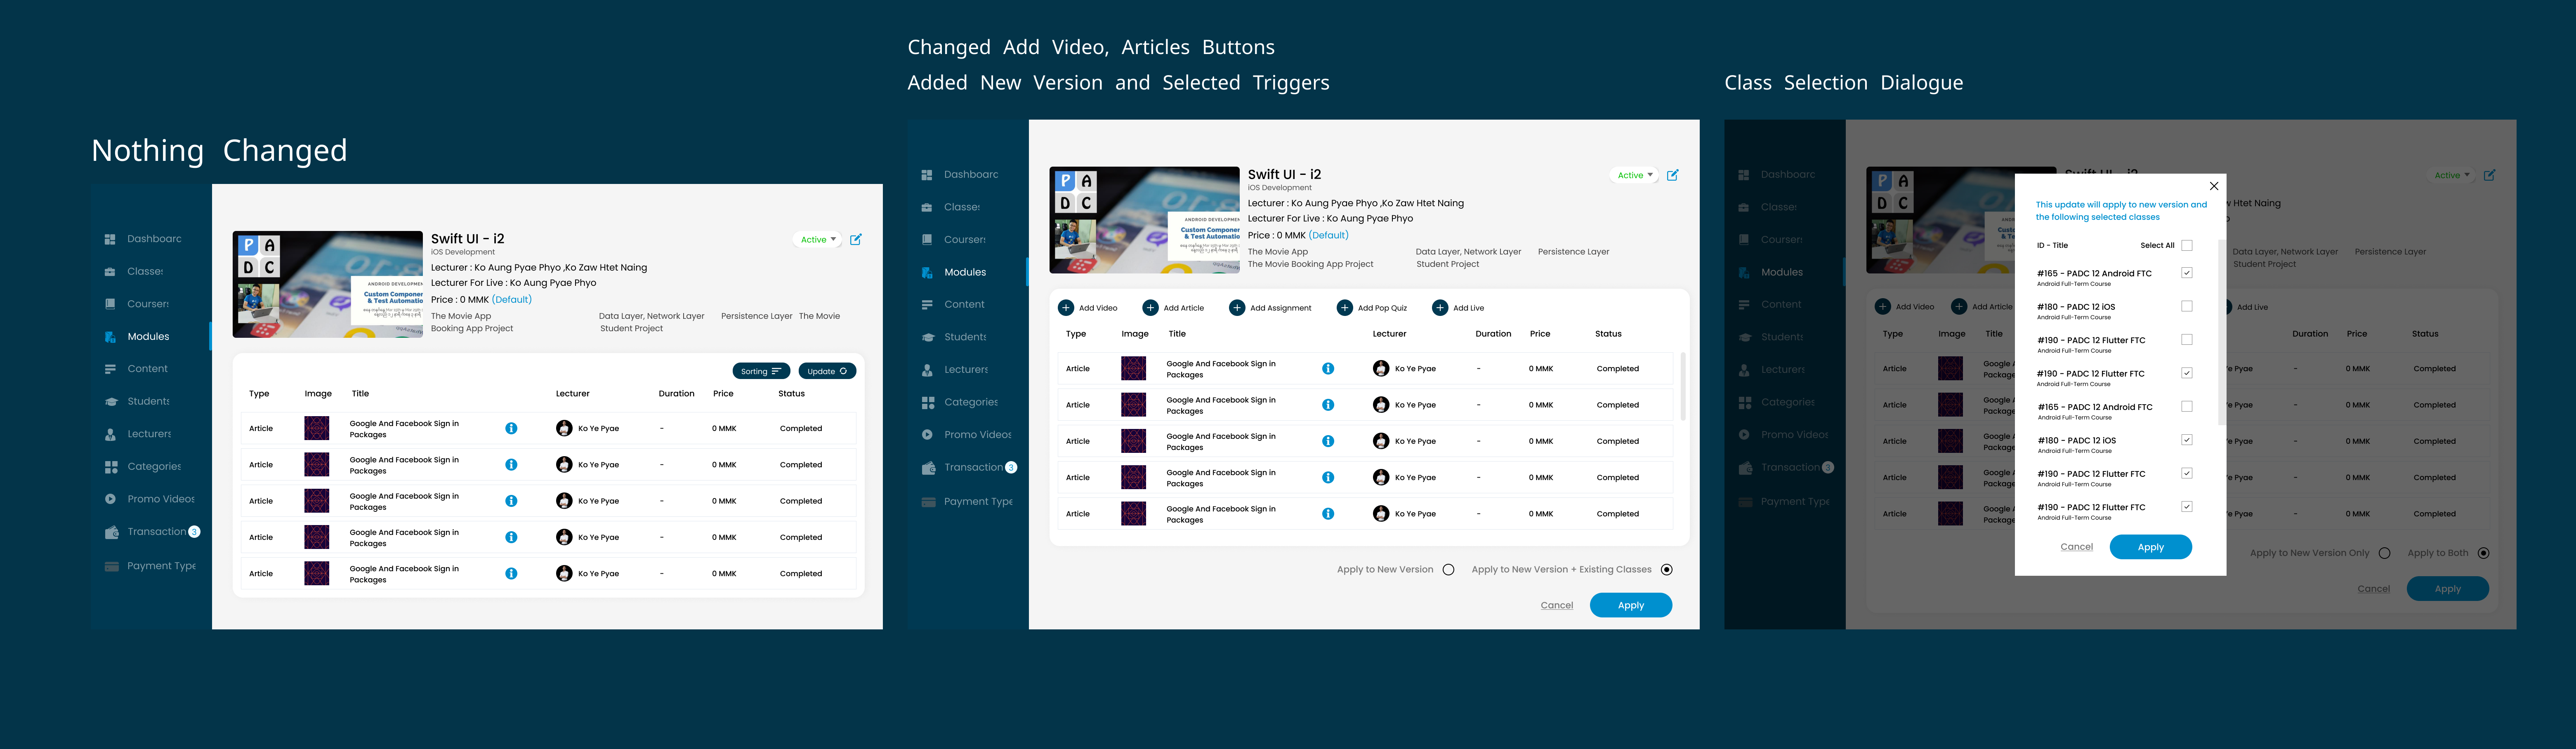 Changed Add Video, Articles Buttons
Added New Version and Selected Triggers
Class Selection Dialogue
Nothing Changed
Dashboard
Classes
Courses
Modules
Content
Students
Lecturers
Categories
Promo Videos
Transaction 3
Payment Type
P A
D C
ANDROID DEVELOPMEN
Custom Componen
& Test Automatio
Swift UI - i2
iOS Development
Lecturer : Ko Aung Pyae Phyo ,Ko Zaw Htet Naing
Lecturer For Live : Ko Aung Pyae Phyo
Price : 0 MMK (Default)
The Movie App Data Layer, Network Layer Persistence Layer The Movie
Booking App Project Student Project
Active
Sorting Update
Type Image Title Lecturer Duration Price Status
Article Google And Facebook Sign in
Packages Ko Ye Pyae - 0 MMK Completed
Article Google And Facebook Sign in
Packages Ko Ye Pyae - 0 MMK Completed
Article Google And Facebook Sign in
Packages Ko Ye Pyae - 0 MMK Completed
Article Google And Facebook Sign in
Packages Ko Ye Pyae - 0 MMK Completed
Article Google And Facebook Sign in
Packages Ko Ye Pyae - 0 MMK Completed
Dashboard
Classes
Courses
Modules
Content
Students
Lecturers
Categories
Promo Videos
Transaction 3
Payment Type
P A
D C
ANDROID DEVELOPMEN
Custom Componen
& Test Automatio
Swift UI - i2
iOS Development
Lecturer : Ko Aung Pyae Phyo ,Ko Zaw Htet Naing
Lecturer For Live : Ko Aung Pyae Phyo
Price : 0 MMK (Default)
The Movie App Data Layer, Network Layer Persistence Layer
The Movie Booking App Project Student Project
Active
Add Video Add Article Add Assignment Add Pop Quiz Add Live
Type Image Title Lecturer Duration Price Status
Article Google And Facebook Sign in
Packages Ko Ye Pyae - 0 MMK Completed
Article Google And Facebook Sign in
Packages Ko Ye Pyae - 0 MMK Completed
Article Google And Facebook Sign in
Packages Ko Ye Pyae - 0 MMK Completed
Article Google And Facebook Sign in
Packages Ko Ye Pyae - 0 MMK Completed
Article Google And Facebook Sign in
Packages Ko Ye Pyae - 0 MMK Completed
Apply to New Version Apply to New Version + Existing Classes
Cancel Apply
Dashboard
Classes
Courses
Modules
Content
Students
Lecturers
Categories
Promo Videos
Transaction 3
Payment Type
P A
D C
Htet Naing
Data Layer, Network Layer Persistence Layer
Student Project
Active
Add Video Add Article Add Live
Type Image Title Duration Price Status
Article Google A
Package e Pyae - 0 MMK Completed
Article Google A
Package e Pyae - 0 MMK Completed
Article Google A
Package e Pyae - 0 MMK Completed
Article Google A
Package e Pyae - 0 MMK Completed
Article Google A
Package e Pyae - 0 MMK Completed
Apply to New Version Only Apply to Both
Cancel Apply
This update will apply to new version and
the following selected classes
ID - Title Select All
#165 - PADC 12 Android FTC
Android Full-Term Course
#180 - PADC 12 iOS
Android Full-Term Course
#190 - PADC 12 Flutter FTC
Android Full-Term Course
#190 - PADC 12 Flutter FTC
Android Full-Term Course
#165 - PADC 12 Android FTC
Android Full-Term Course
#180 - PADC 12 iOS
Android Full-Term Course
#190 - PADC 12 Flutter FTC
Android Full-Term Course
#190 - PADC 12 Flutter FTC
Android Full-Term Course
Cancel Apply